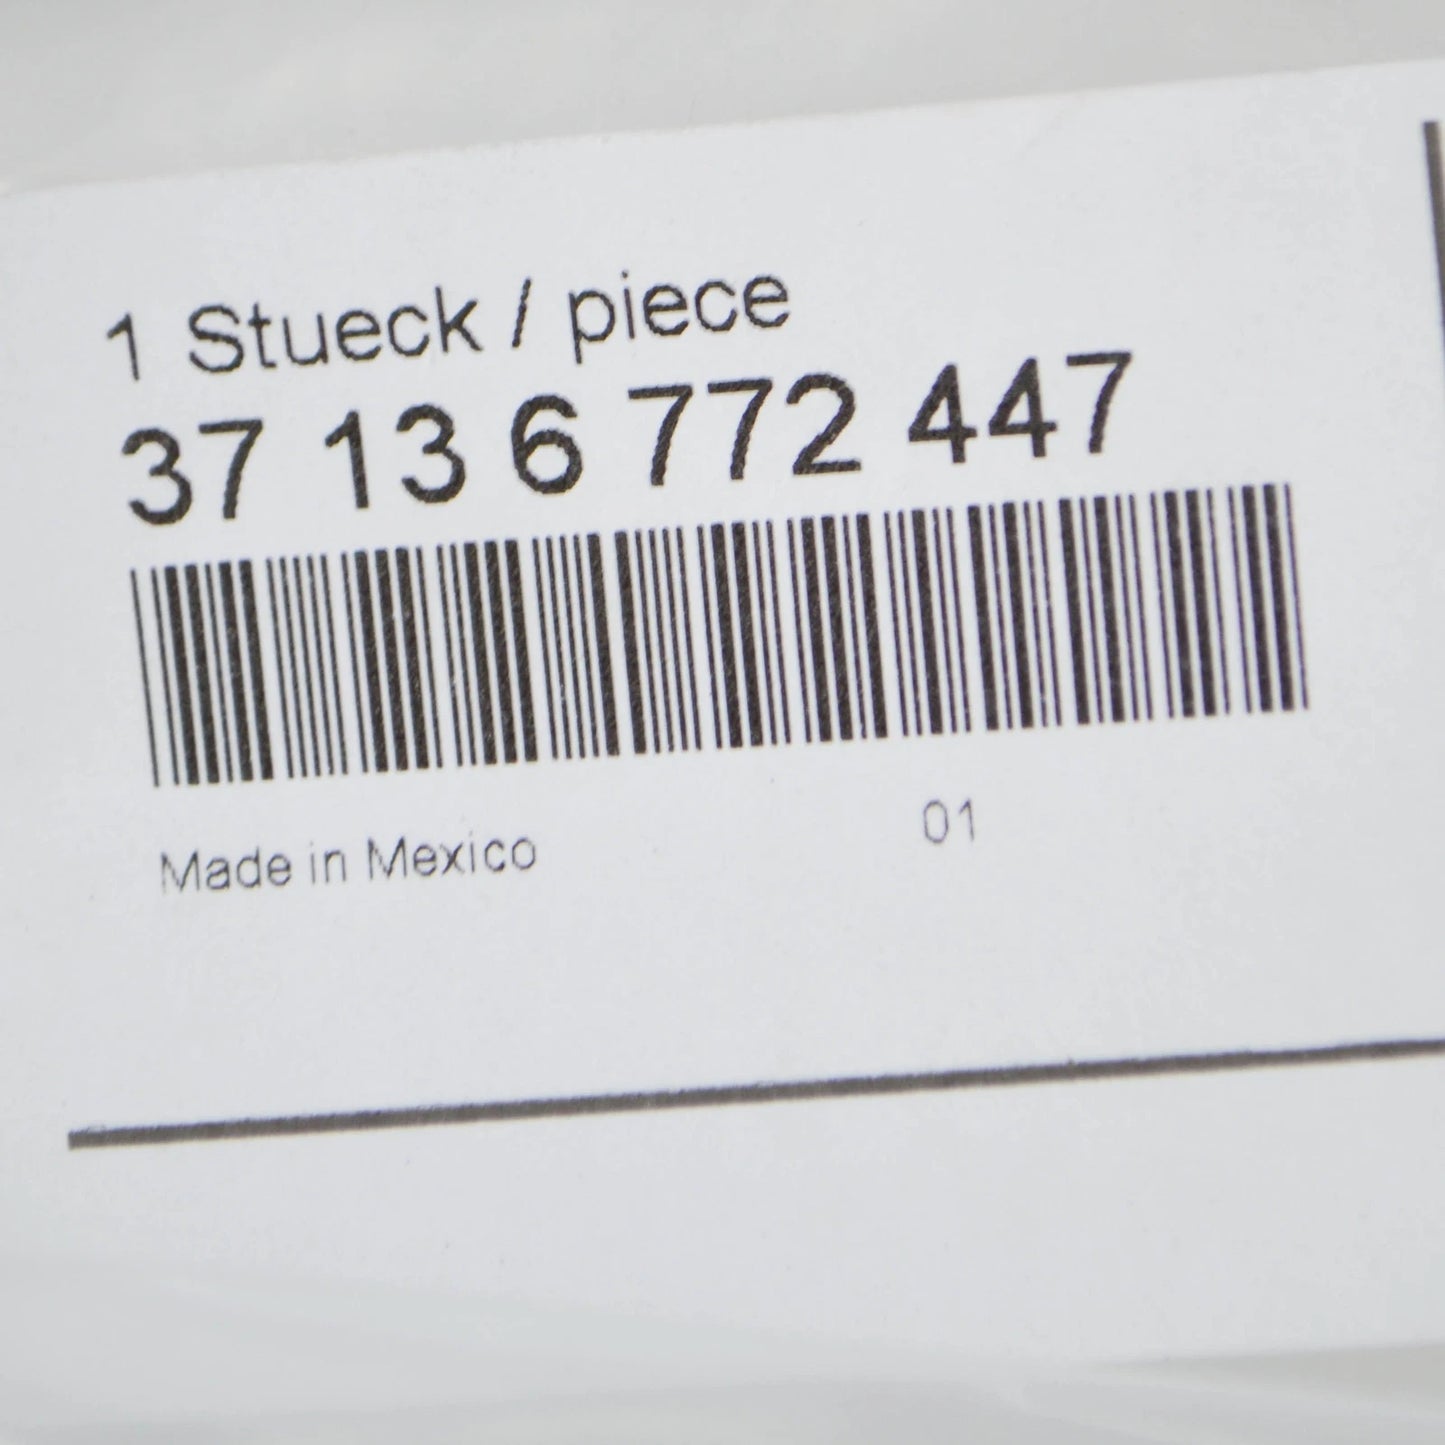 1 Stueck / piece
37 13 6 772 447
Made in Mexico 01